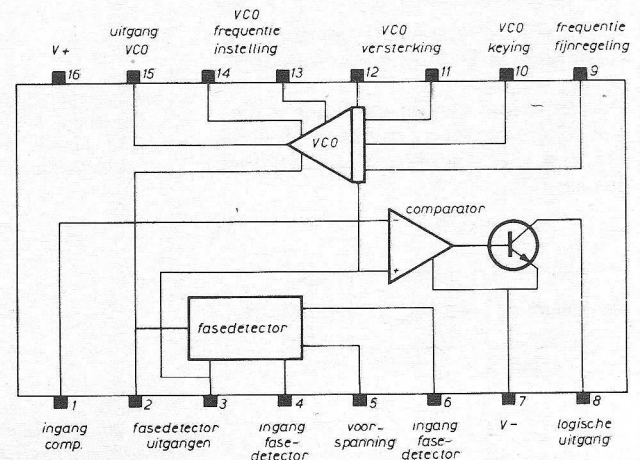 V+
uitgang
VCO
VCO
frequentie
instelling
VCO
versterking
VCO
keying
frequentie
fijnregeling
16
15
14
13
12
11
10
9
VCO
comparator
-
+
fasedetector
1
2
3
4
5
6
7
8
ingang
comp.
fasedetector
uitgangen
ingang
fase-
detector
voor-
spanning
ingang
fase-
detector
V-
logische
uitgang